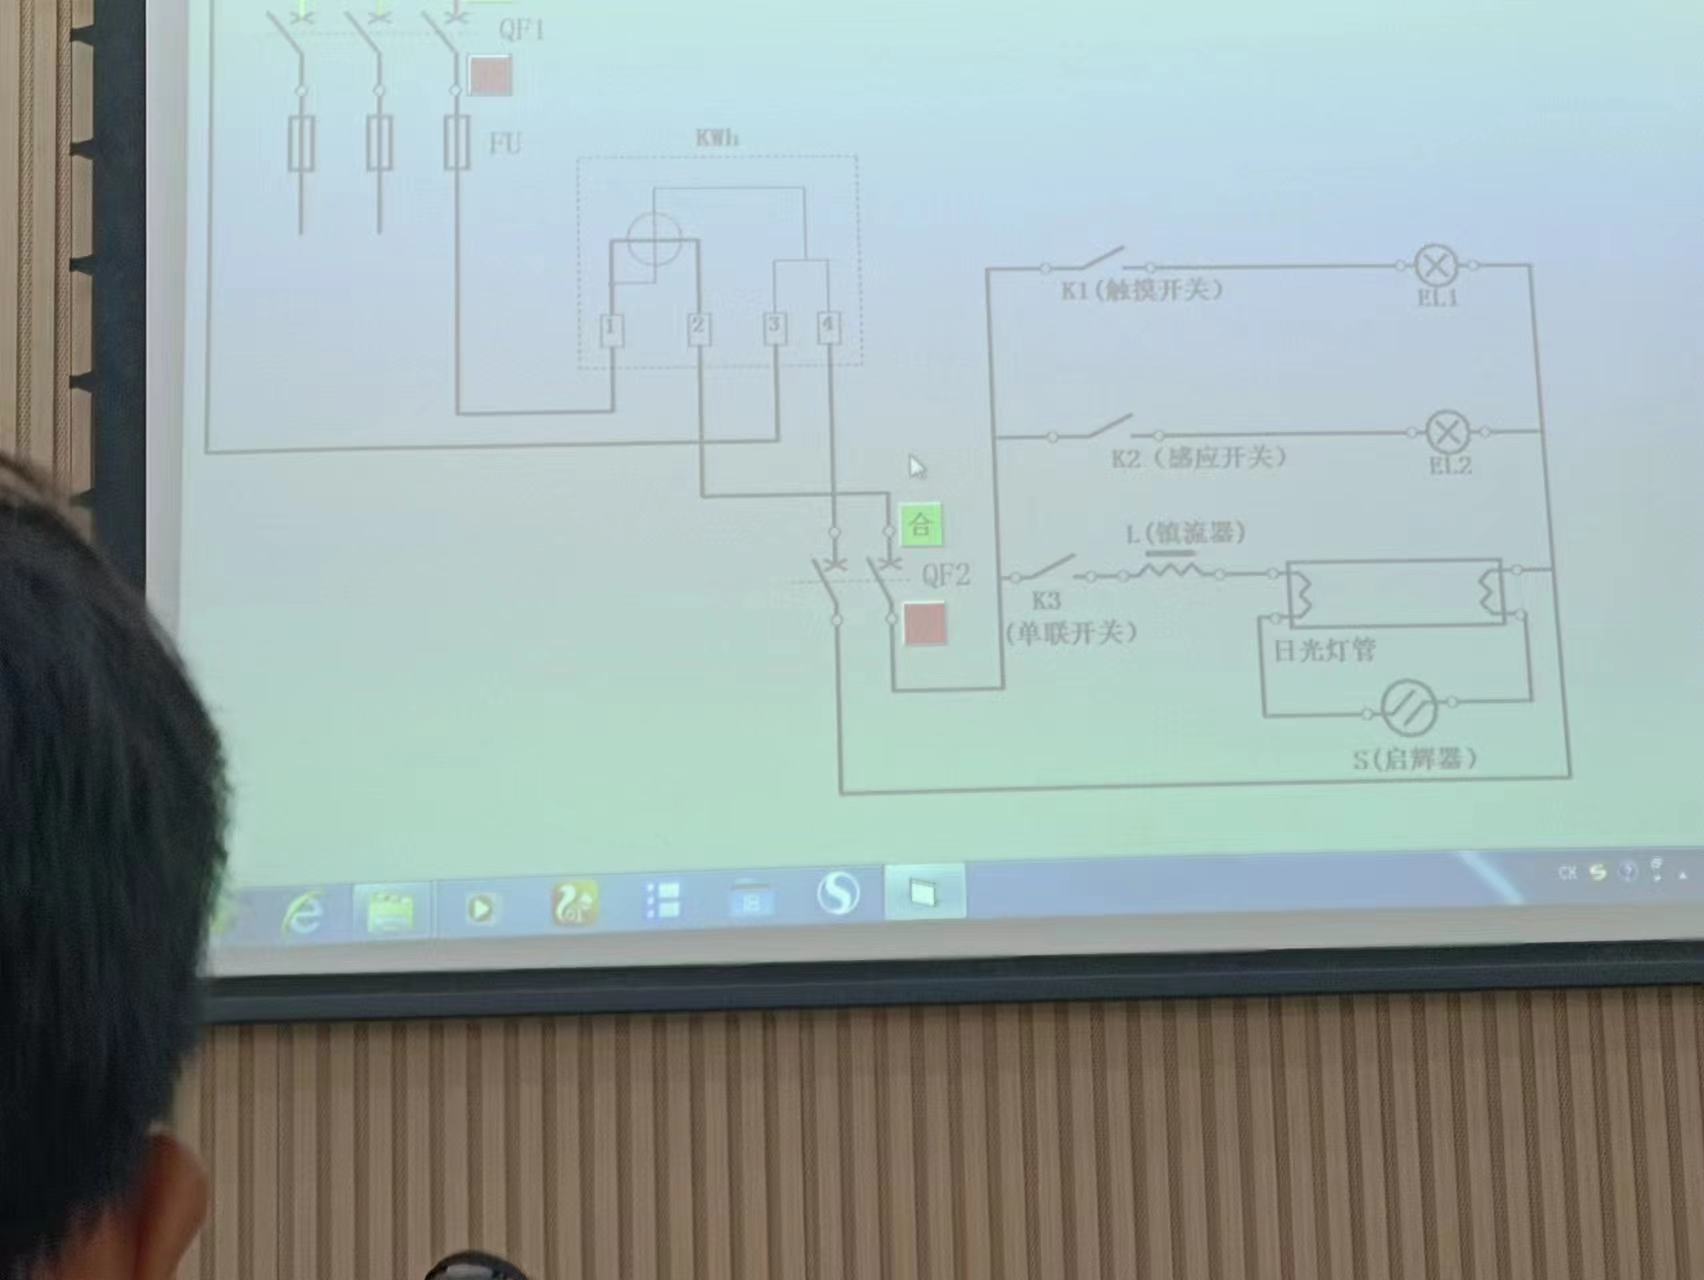 QF1
FU
KWh
1
2
3
4
K1(触摸开关)
EL1
K2(感应开关)
EL2
合
QF2
L(镇流器)
K3
(单联开关)
日光灯管
S(启辉器)
CH